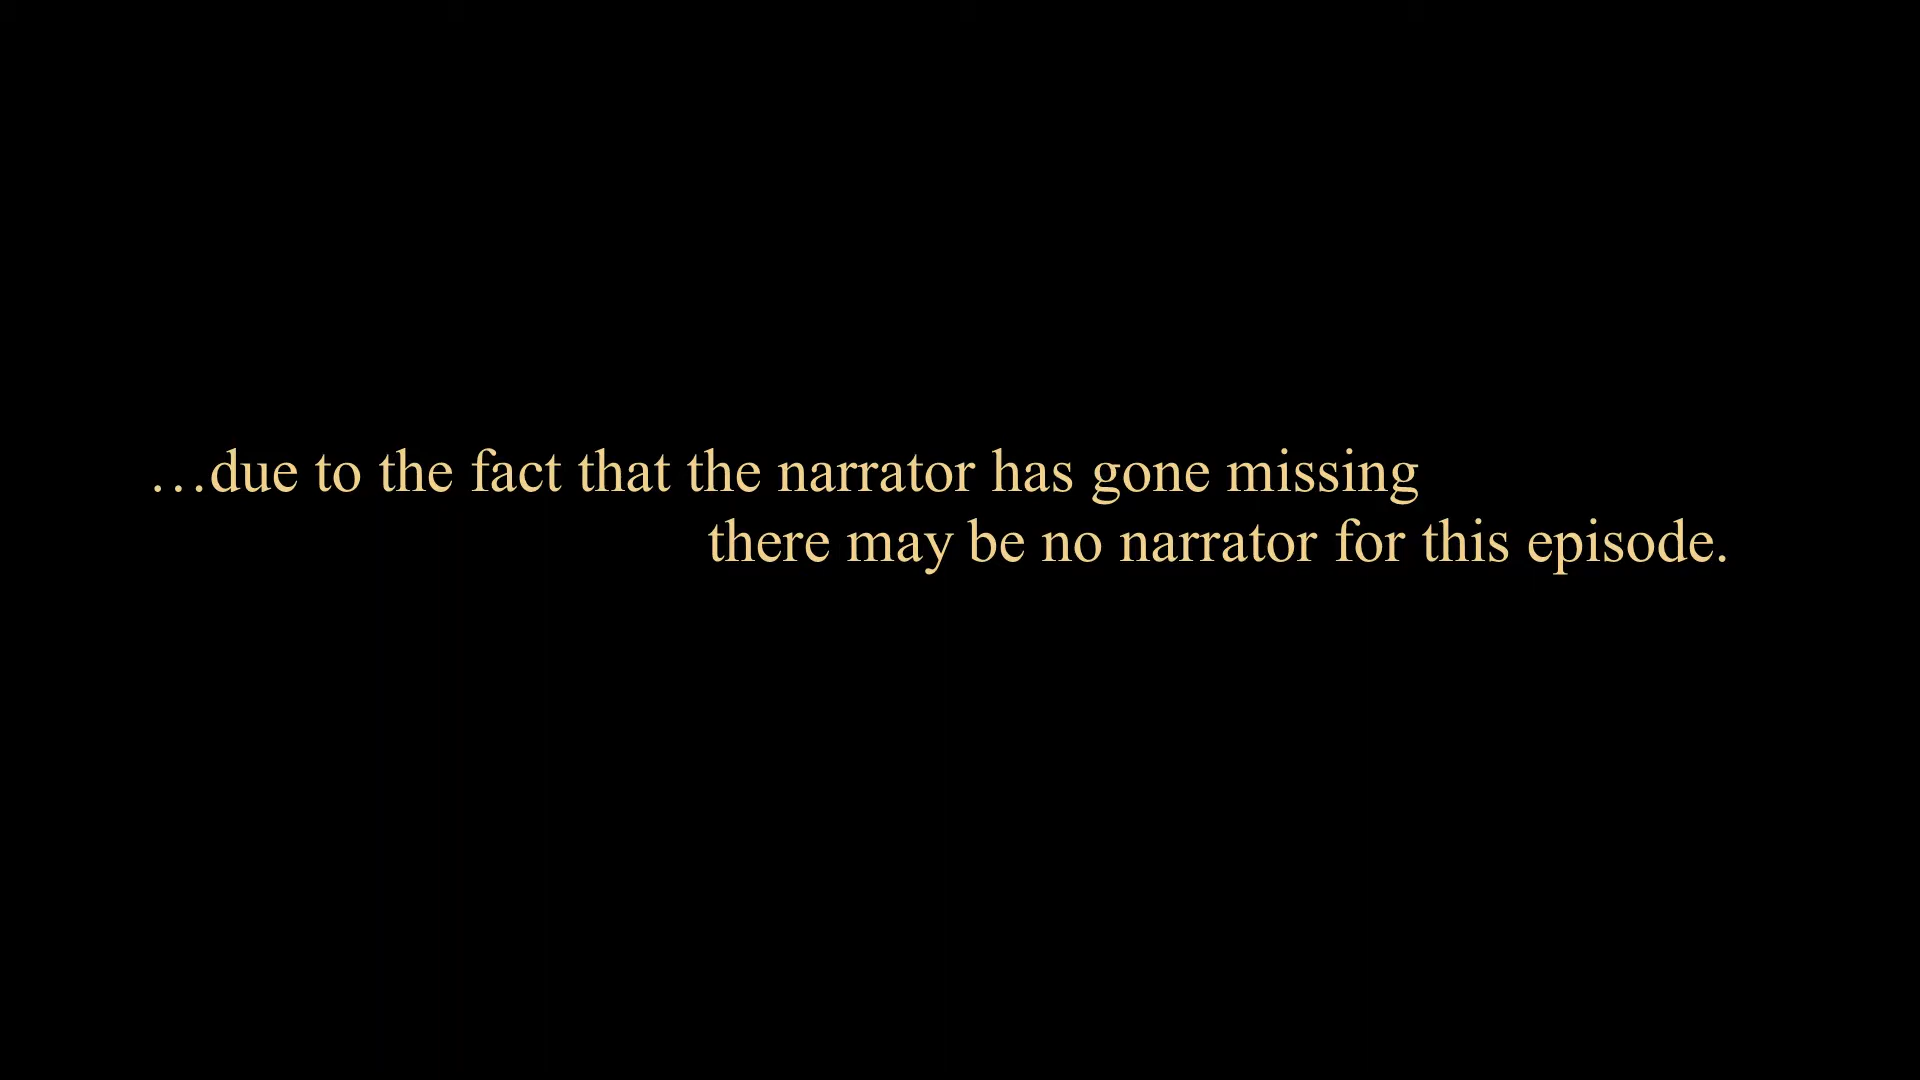 …due to the fact that the narrator has gone missing
there may be no narrator for this episode.